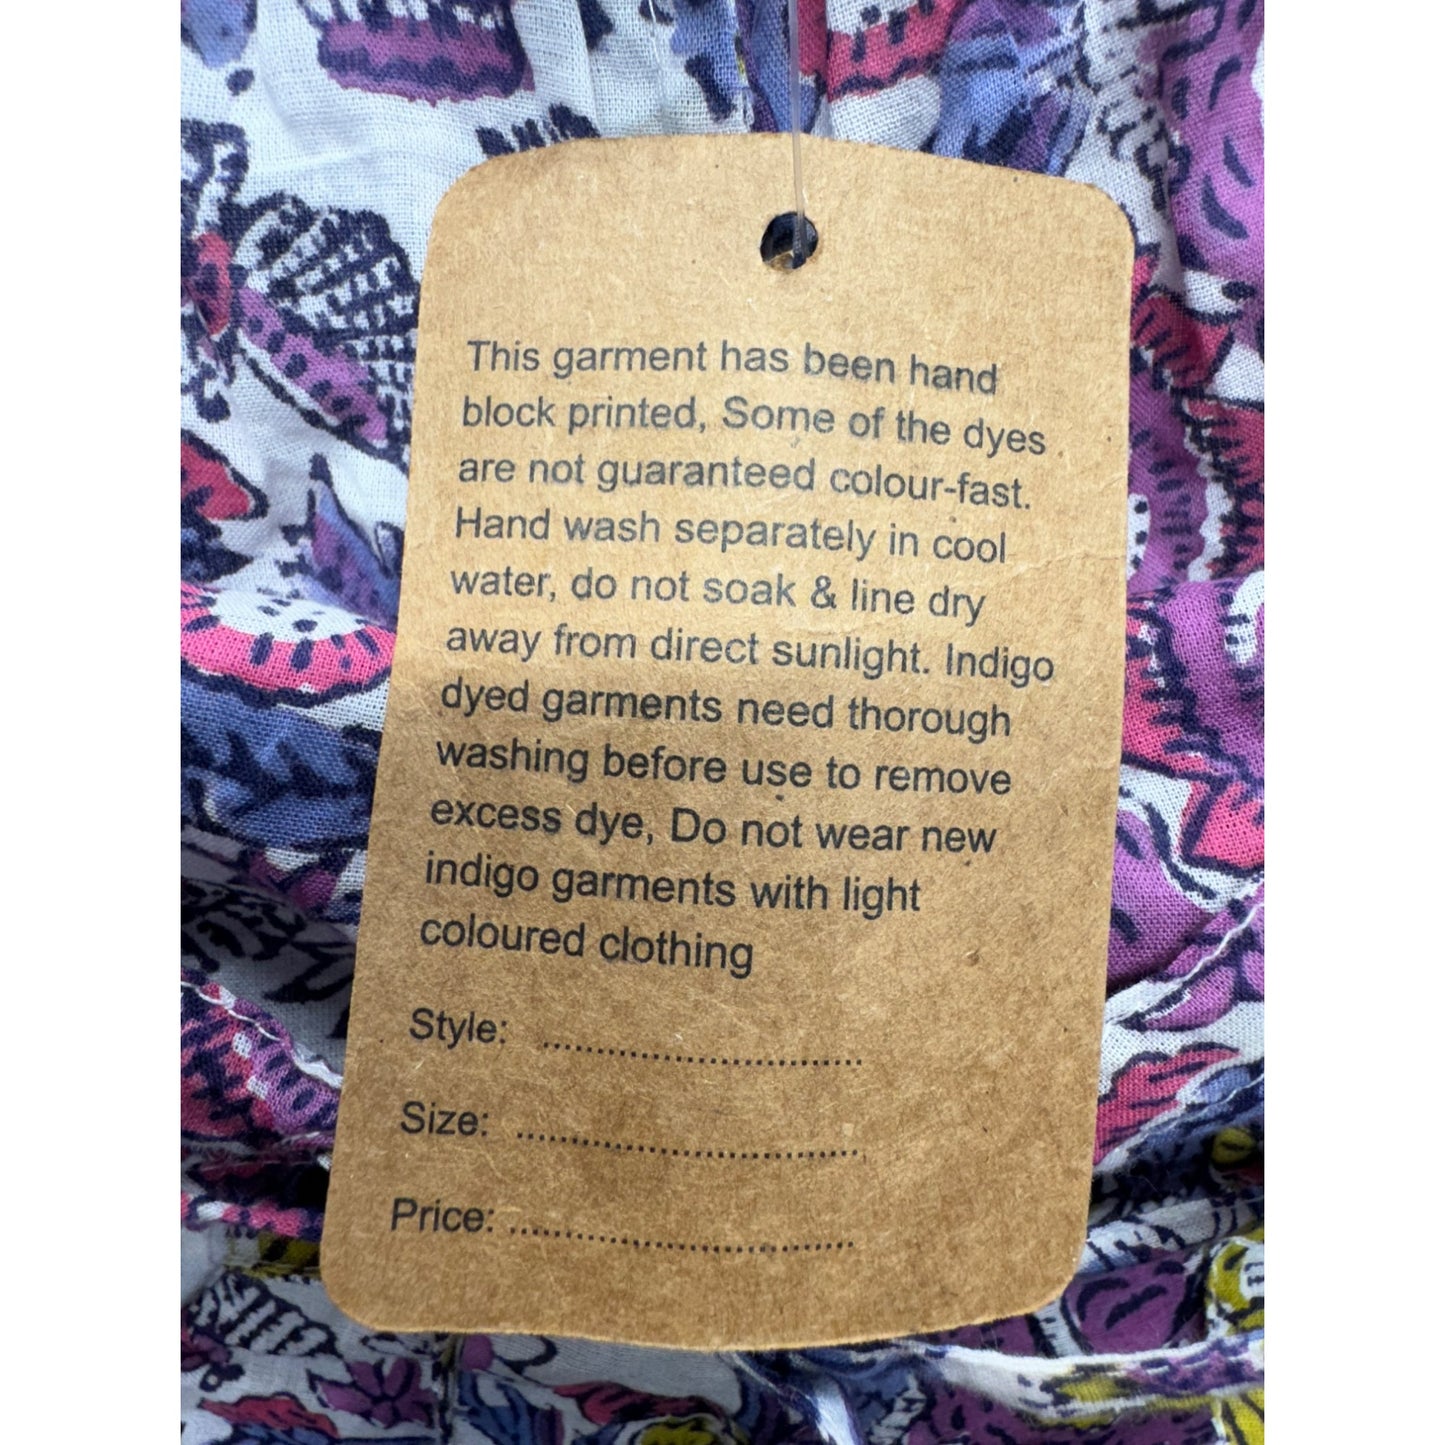 This garment has been hand
block printed, Some of the dyes
are not guaranteed colour-fast.
Hand wash separately in cool
water, do not soak & line dry
away from direct sunlight. Indigo
dyed garments need thorough
washing before use to remove
excess dye, Do not wear new
indigo garments with light
coloured clothing
Style: ................................
Size: ..................................
Price: ..................................